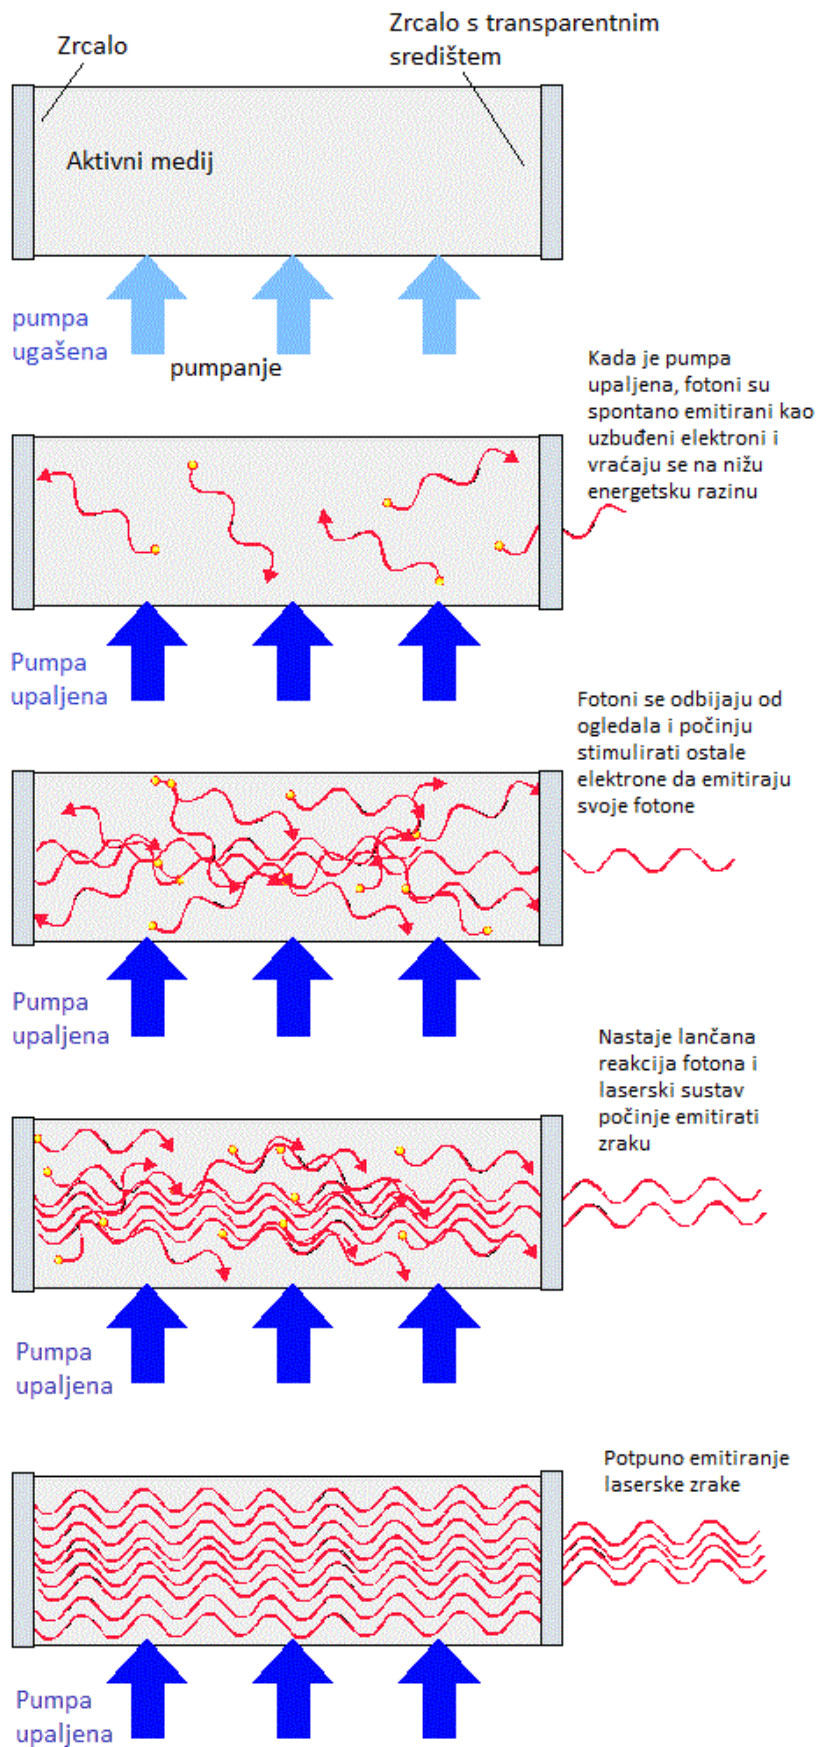 Zrcalo
Zrcalo s transparentnim
središtem
Aktivni medij
pumpa
ugašena
pumpanje
Kada je pumpa
upaljena, fotoni su
spontano emitirani kao
uzbuđeni elektroni i
vraćaju se na nižu
energetsku razinu
Pumpa
upaljena
Fotoni se odbijaju od
ogledala i počinju
stimulirati ostale
elektrone da emitiraju
svoje fotone
Pumpa
upaljena
Nastaje lančana
reakcija fotona i
laserski sustav
počinje emitirati
zraku
Pumpa
upaljena
Potpuno emitiranje
laserske zrake
Pumpa
upaljena